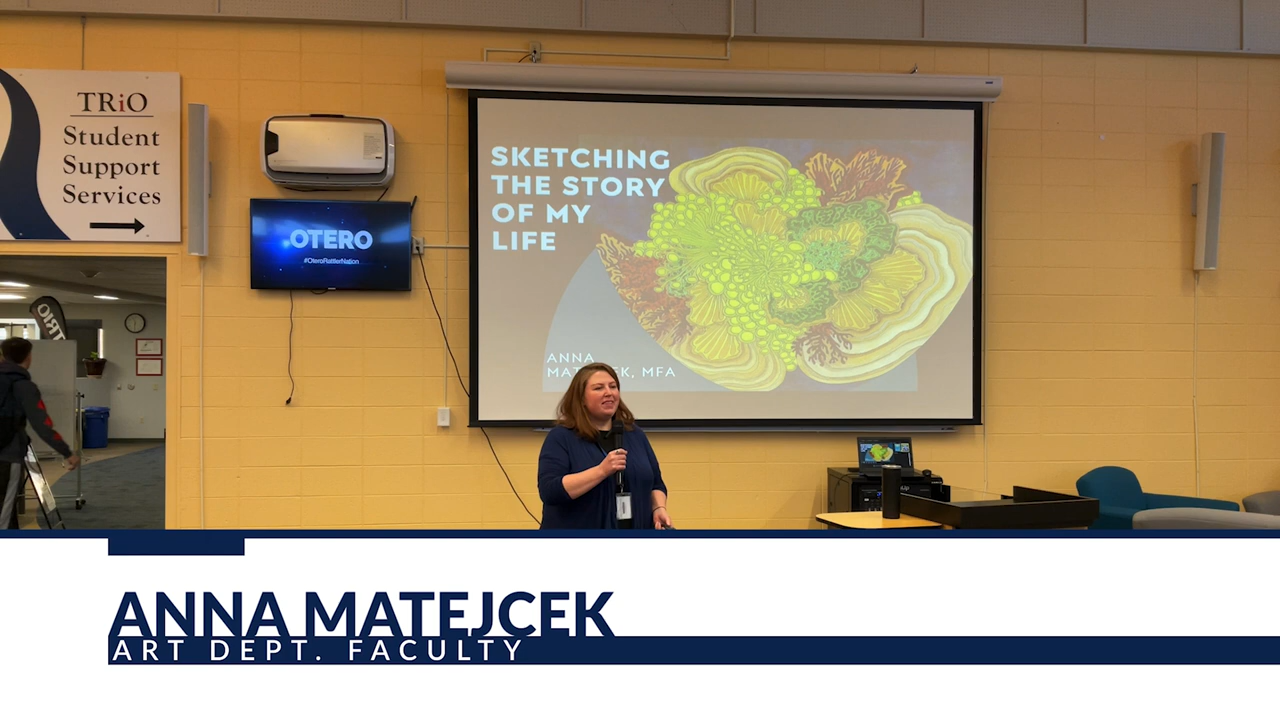 TRiO
Student
Support
Services
OTERO
#OteroRattlerNation
SKETCHING
THE STORY
OF MY
LIFE
ANNA
MFA
TRiO
ANNA MATEJCEK
ART DEPT. FACULTY